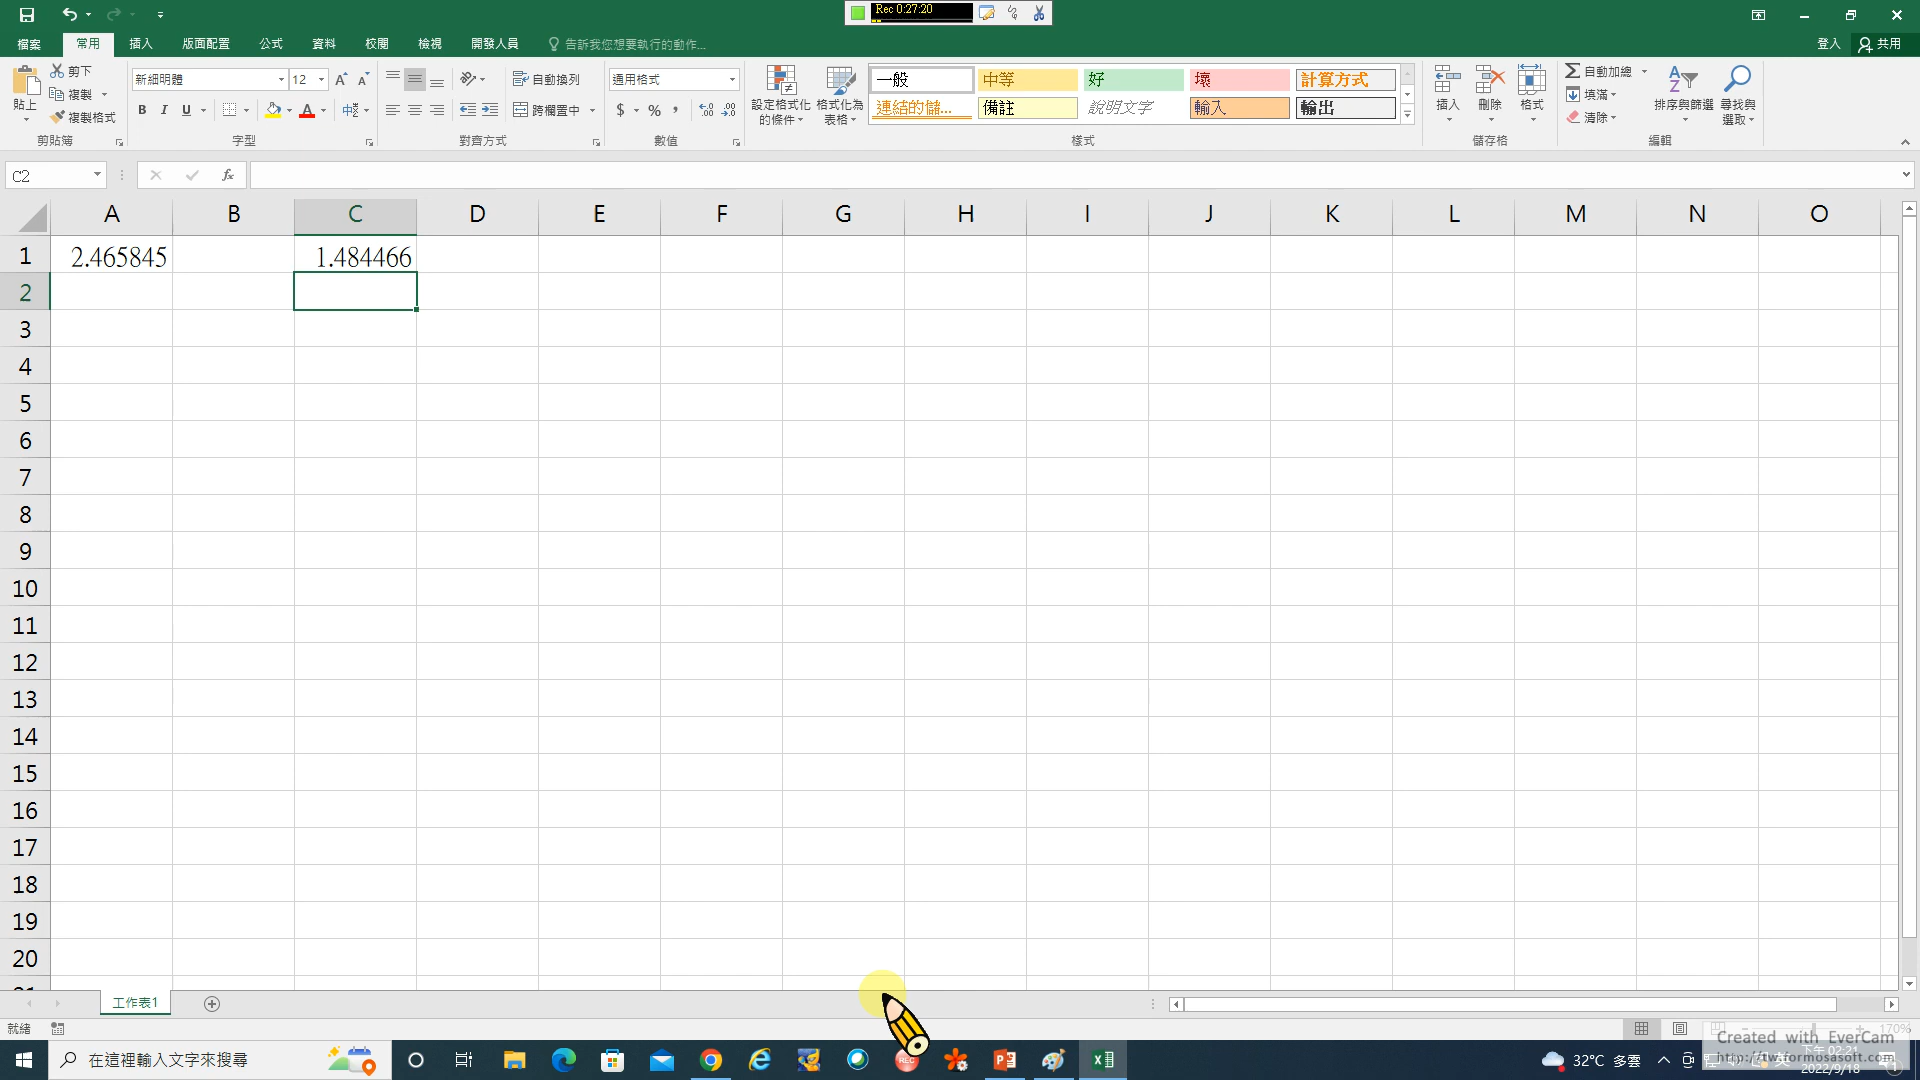 Rec 0:27:20
檔案 常用 插入 版面配置 公式 資料 校閱 檢視 開發人員 告訴我您想要執行的動作... 登入 共用
貼上 剪下 複製 複製格式 剪貼簿
新細明體 12 B I U 字型
自動換列 跨欄置中 對齊方式
通用格式 $ % , 數值
設定格式化的條件 格式化為表格
一般 中等 好 壞 計算方式
連結的儲... 備註 說明文字 輸入 輸出
樣式
插入 刪除 格式 儲存格
自動加總 填滿 清除 排序與篩選 尋找與選取 編輯
C2 fx
A B C D E F G H I J K L M N O
1 2.465845 1.484466
2
3
4
5
6
7
8
9
10
11
12
13
14
15
16
17
18
19
20
工作表1
就緒 170%
Created with EverCam
在這裡輸入文字來搜尋 REC 32°C 多雲
2022/9/18